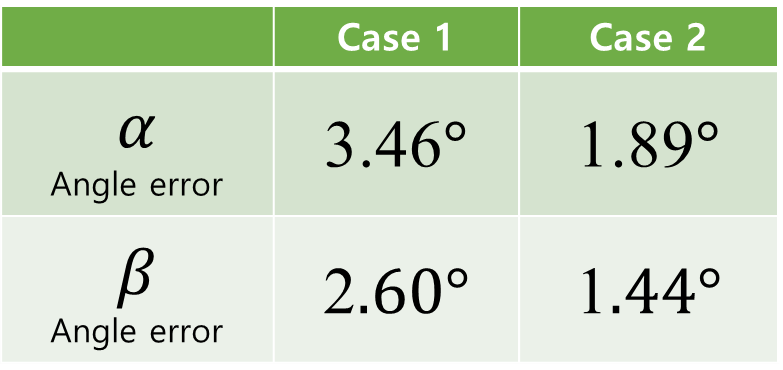 Case 1 Case 2
α 3.46° 1.89°
Angle error
β 2.60° 1.44°
Angle error